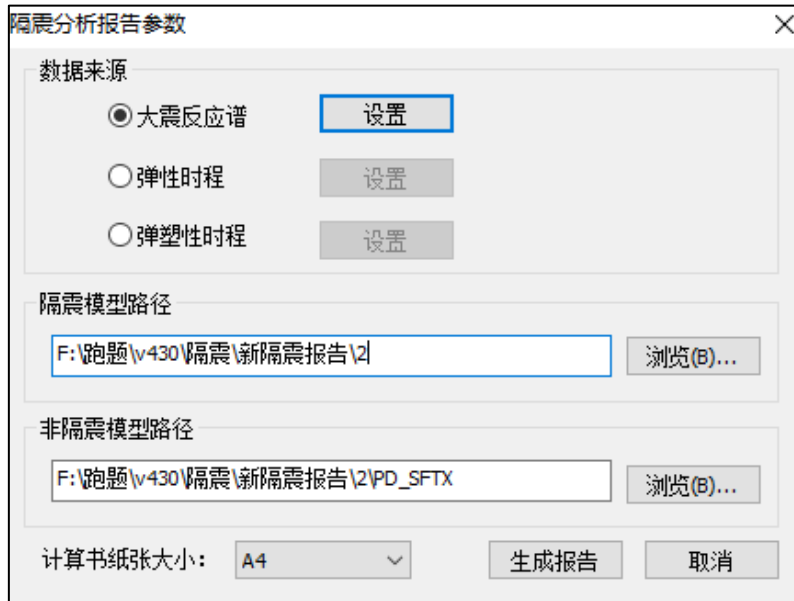 隔震分析报告参数
数据来源
大震反应谱 设置
弹性时程 设置
弹塑性时程 设置
隔震模型路径
F:\跑题\v430\隔震\新隔震报告\2 浏览(B)...
非隔震模型路径
F:\跑题\v430\隔震\新隔震报告\2\PD_SFTX 浏览(B)...
计算书纸张大小: A4 生成报告 取消